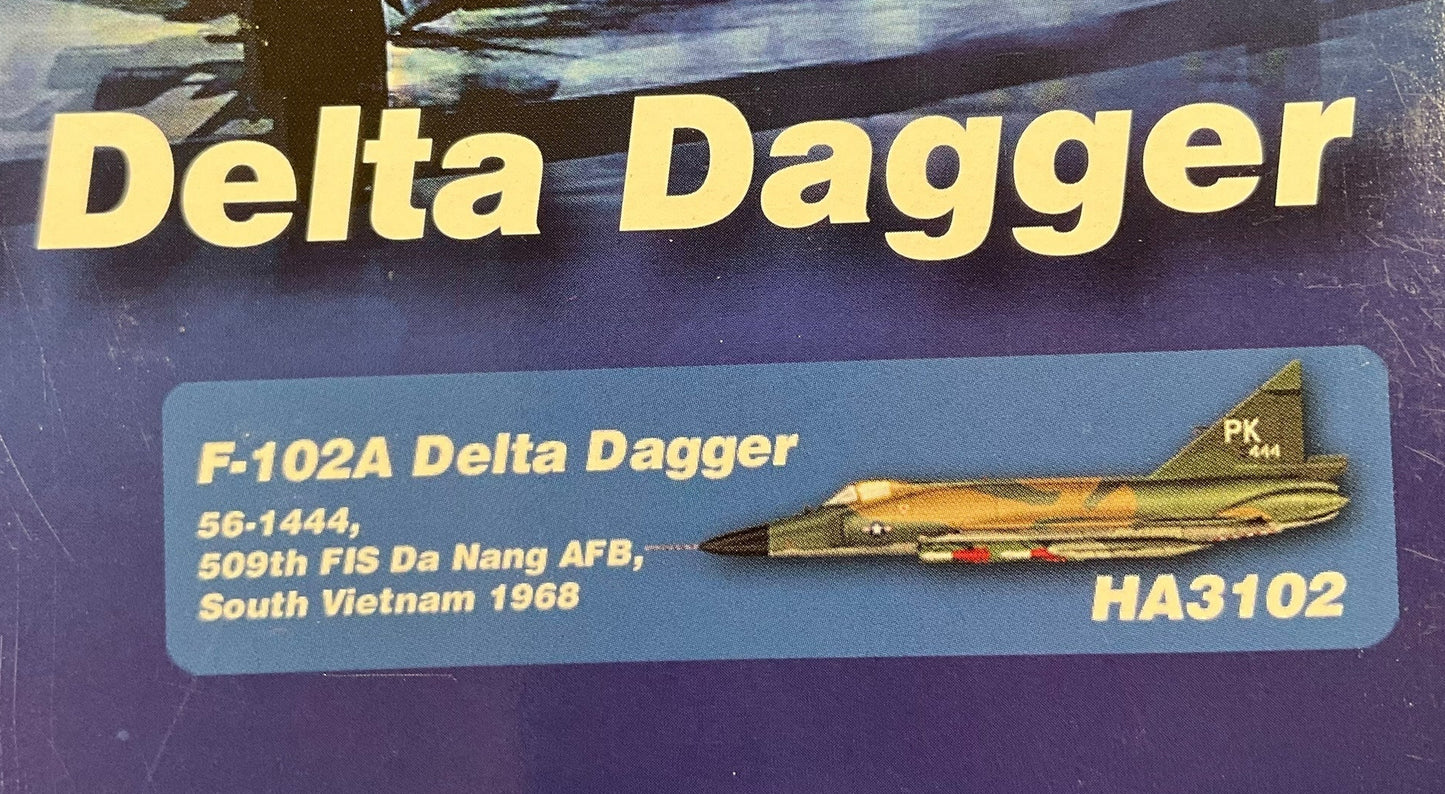 Delta Dagger
F-102A Delta Dagger
56-1444,
509th FIS Da Nang AFB,
South Vietnam 1968
PK
444
HA3102